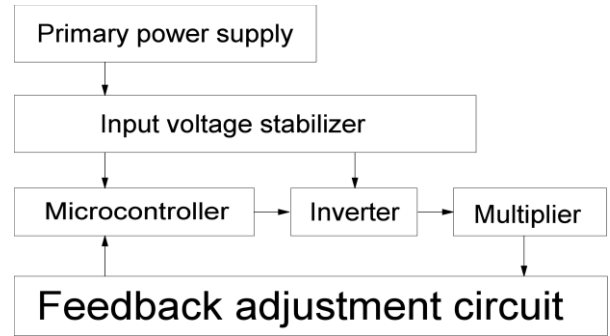 Primary power supply
Input voltage stabilizer
Microcontroller
Inverter
Multiplier
Feedback adjustment circuit